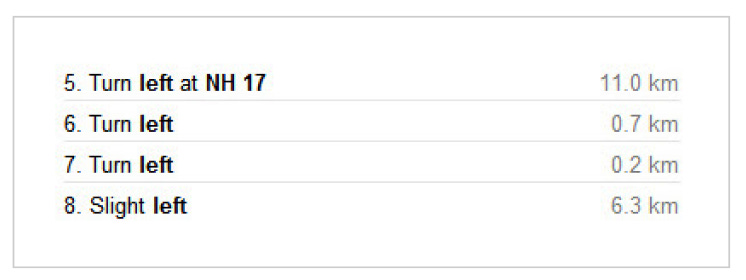 5. Turn left at NH 17 11.0 km
6. Turn left 0.7 km
7. Turn left 0.2 km
8. Slight left 6.3 km